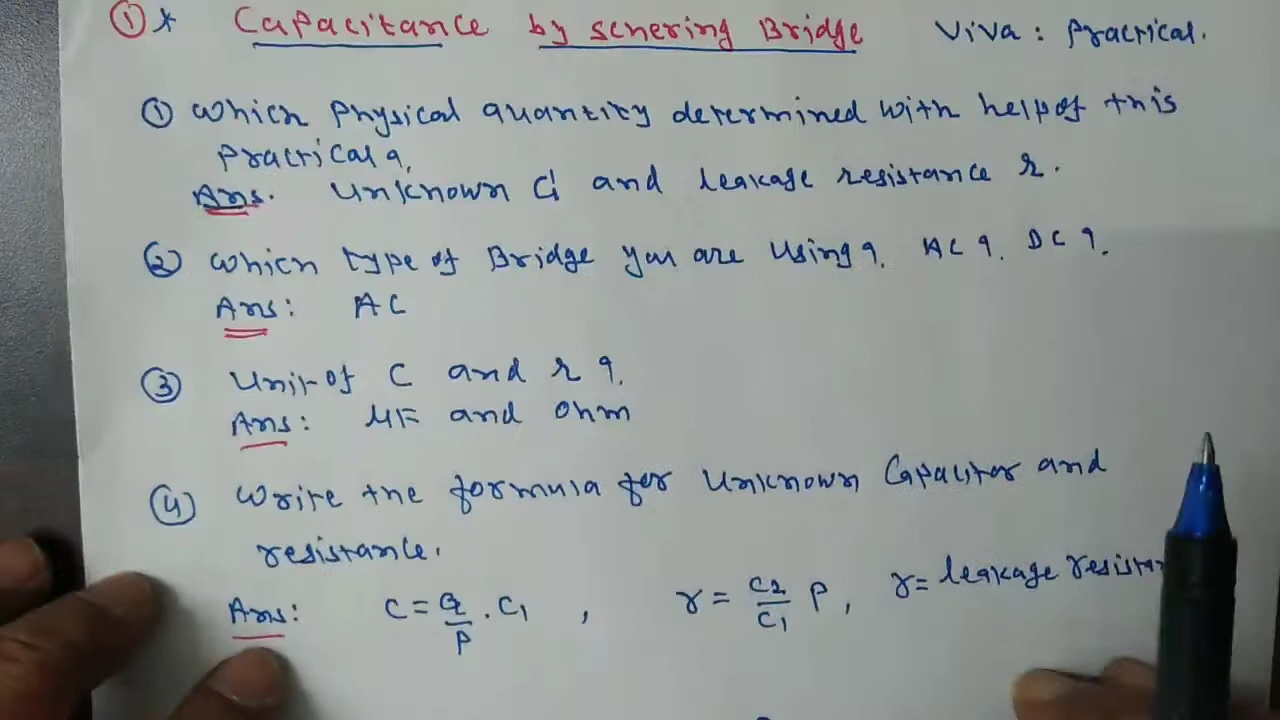 ① * Capacitance by schering Bridge Viva: Practical.
① which Physical quantity determined with help of this
Practical?
Ans. Unknown C and leakage resistance r.
② which type of Bridge you are using? AC? DC?
Ans: AC
③ Unit of C and r?
Ans: μF and ohm
④ write the formula for Unknown Capacitor and
resistance.
Ans: C = Q/P . C1 , r = C2/C1 P, r = leakage